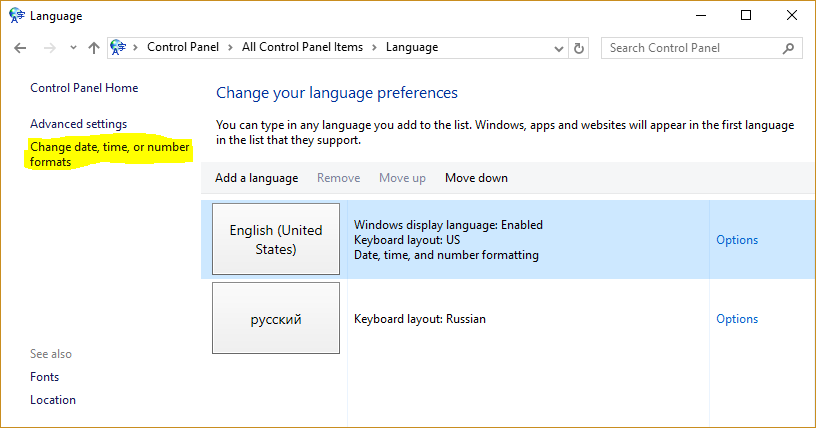 Language
Control Panel > All Control Panel Items > Language
Search Control Panel
Control Panel Home
Advanced settings
Change date, time, or number
formats
See also
Fonts
Location
Change your language preferences
You can type in any language you add to the list. Windows, apps and websites will appear in the first language
in the list that they support.
Add a language Remove Move up Move down
English (United
States)
Windows display language: Enabled
Keyboard layout: US
Date, time, and number formatting
Options
русский
Keyboard layout: Russian
Options